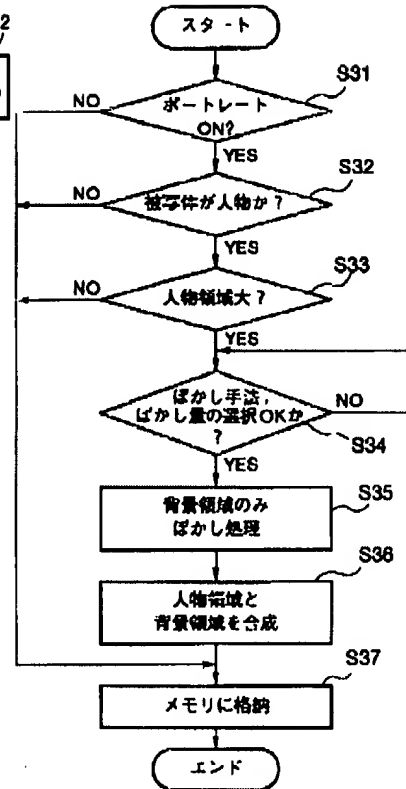 2
スタート
S31
ポートレート
ON?
NO
YES
S32
被写体が人物か？
NO
YES
S33
人物領域大？
NO
YES
ぼかし手法,
ぼかし量の選択OKか
？
NO
S34
YES
S35
背景領域のみ
ぼかし処理
S36
人物領域と
背景領域を合成
S37
メモリに格納
エンド